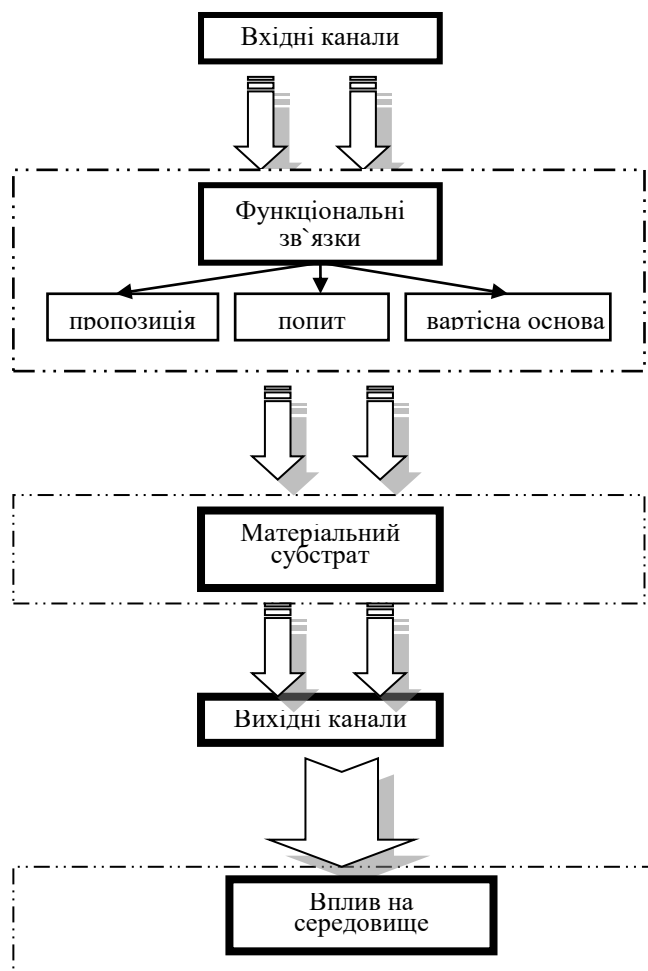 Вхідні канали
Функціональні
зв`язки
пропозиція
попит
вартісна основа
Матеріальний
субстрат
Вихідні канали
Вплив на
середовище